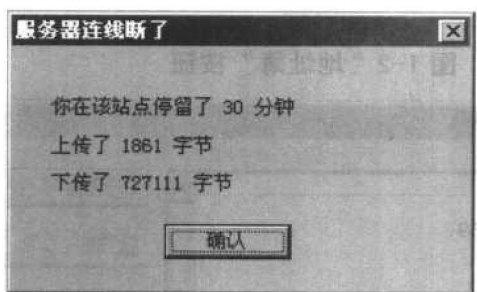 服务器连线断了
你在该站点停留了 30 分钟
上传了 1861 字节
下传了 727111 字节
确认